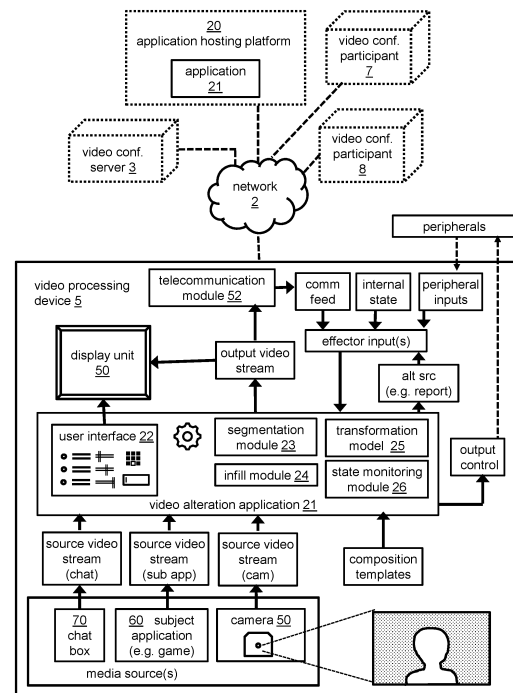 20
application hosting platform
application
21
video conf.
participant
7
video conf.
server 3
video conf.
participant
8
network
2
peripherals
video processing
device 5
telecommunication
module 52
comm
feed
internal
state
peripheral
inputs
display unit
50
output video
stream
effector input(s)
alt src
(e.g. report)
user interface 22
segmentation
module 23
transformation
model 25
infill module 24
state monitoring
module 26
output
control
video alteration application 21
source video
stream
(chat)
source video
stream
(sub app)
source video
stream
(cam)
composition
templates
70
chat
box
60 subject
application
(e.g. game)
camera 50
media source(s)